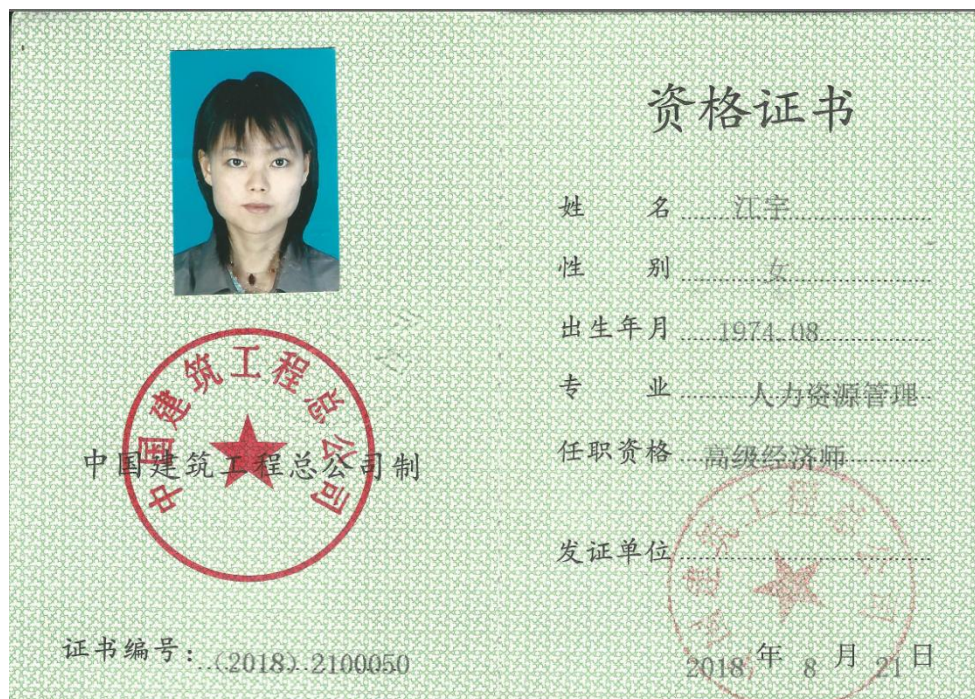 中国建筑工程总公司
中国建筑工程总公司制
证书编号：(2018) 2100050
资格证书
姓 名 江宇
性 别 女
出生年月 1974.08
专 业 人力资源管理
任职资格 高级经济师
发证单位
2018 年 8 月 21 日